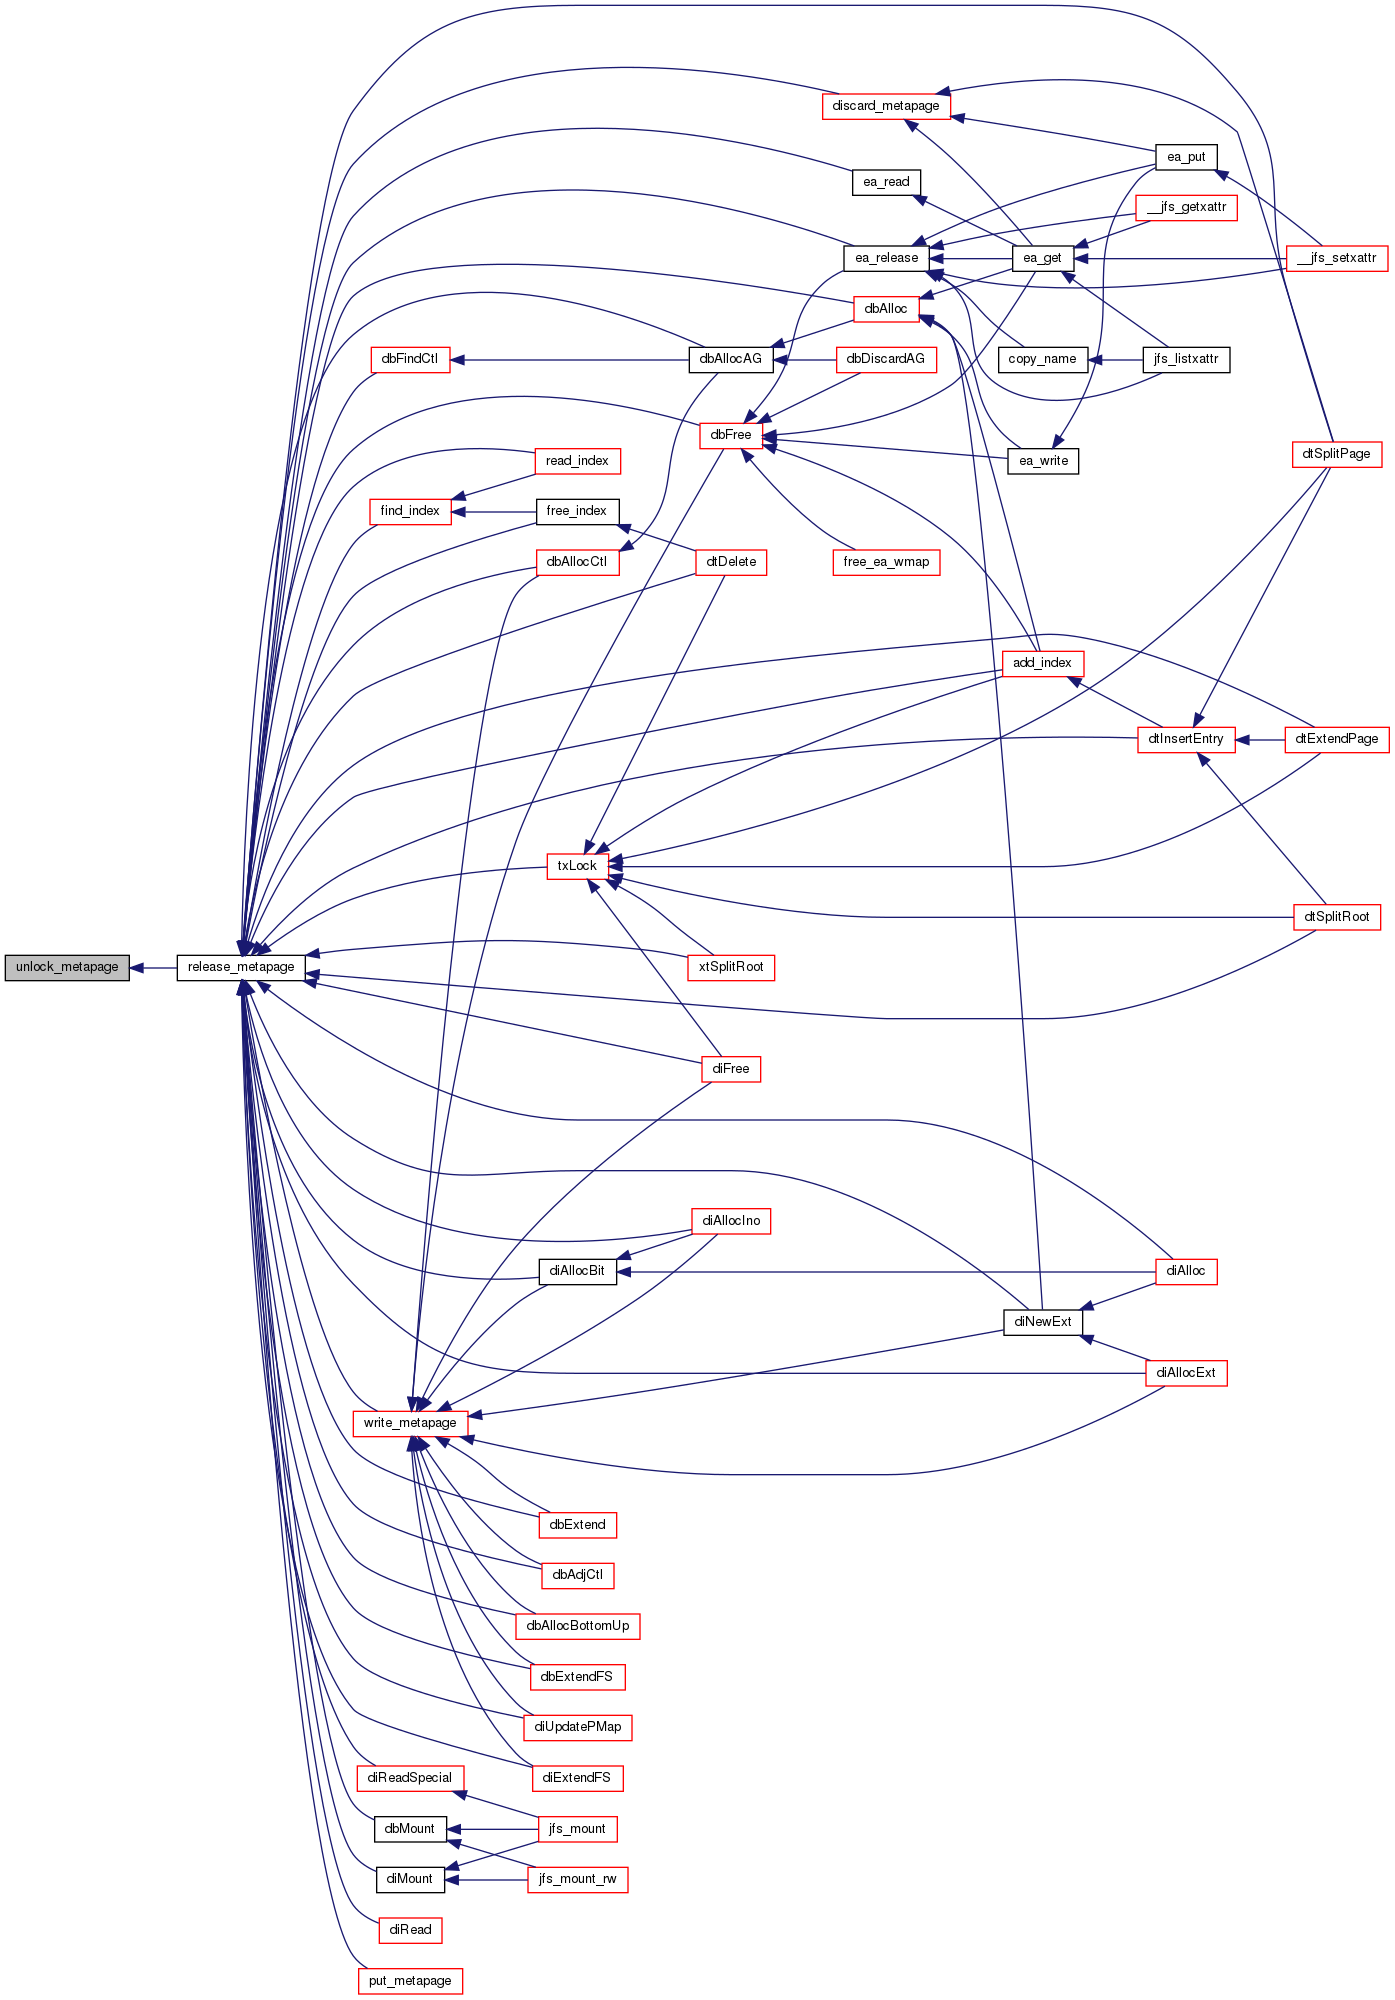 discard_metapage
ea_put
ea_read
__jfs_getxattr
ea_release
ea_get
__jfs_setxattr
dbAlloc
dbFindCtl
dbAllocAG
dbDiscardAG
copy_name
jfs_listxattr
dbFree
dtSplitPage
read_index
ea_write
find_index
free_index
dbAllocCtl
dtDelete
free_ea_wmap
add_index
dtInsertEntry
dtExtendPage
txLock
dtSplitRoot
unlock_metapage
release_metapage
xtSplitRoot
diFree
diAllocIno
diAllocBit
diAlloc
diNewExt
diAllocExt
write_metapage
dbExtend
dbAdjCtl
dbAllocBottomUp
dbExtendFS
diUpdatePMap
diReadSpecial
diExtendFS
dbMount
jfs_mount
diMount
jfs_mount_rw
diRead
put_metapage